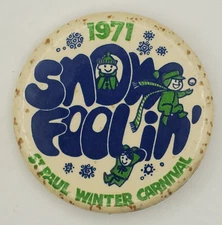 1971
SNOW
FOOLIN'
ST PAUL WINTER CARNIVAL